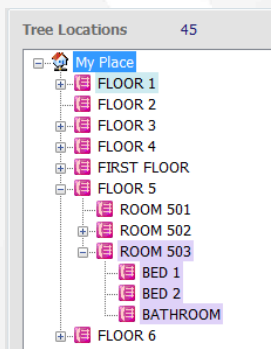 Tree Locations 45
My Place
FLOOR 1
FLOOR 2
FLOOR 3
FLOOR 4
FIRST FLOOR
FLOOR 5
ROOM 501
ROOM 502
ROOM 503
BED 1
BED 2
BATHROOM
FLOOR 6